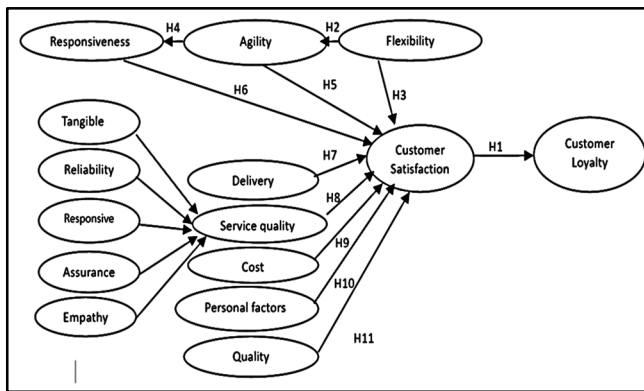 Responsiveness
H4
Agility
H2
Flexibility
H6
H5
H3
Tangible
Reliability
Responsive
Assurance
Empathy
Delivery
H7
Service quality
H8
Cost
H9
Personal factors
H10
Quality
H11
Customer
Satisfaction
H1
Customer
Loyalty